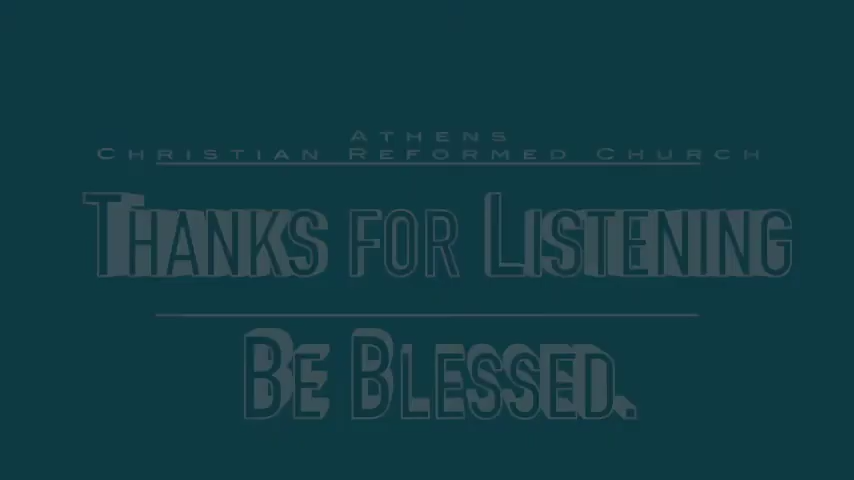 Athens
Christian Reformed Church
Thanks for Listening
Be Blessed.